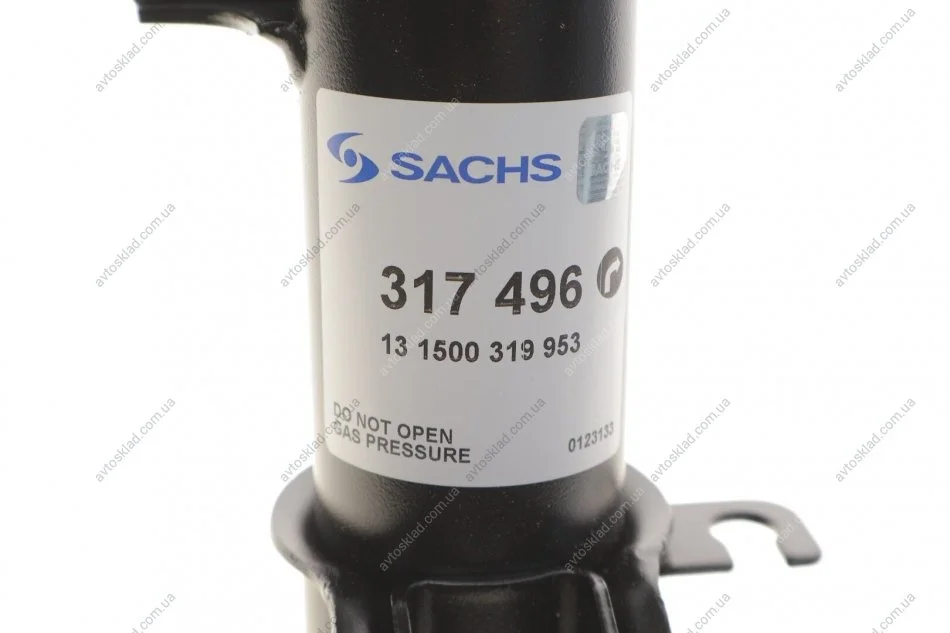 SACHS
317 496
13 1500 319 953
DO NOT OPEN
GAS PRESSURE
0123133
avtosklad.com.ua